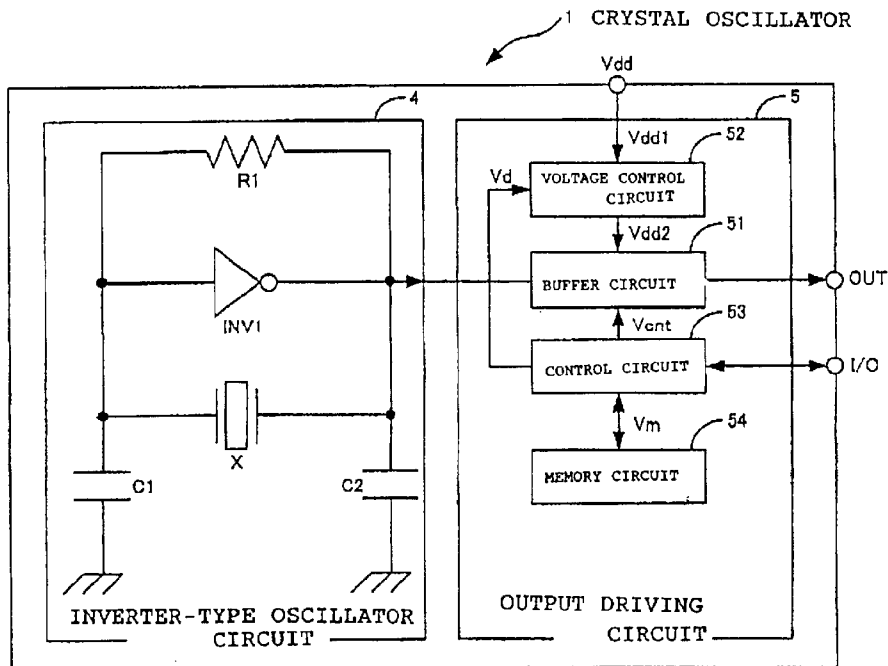 1 CRYSTAL OSCILLATOR
Vdd
4
5
R1
Vdd1
52
Vd
VOLTAGE CONTROL
CIRCUIT
Vdd2
51
BUFFER CIRCUIT
OUT
INV1
Vcnt
53
CONTROL CIRCUIT
I/O
X
Vm
54
C1
C2
MEMORY CIRCUIT
INVERTER-TYPE OSCILLATOR
CIRCUIT
OUTPUT DRIVING
CIRCUIT